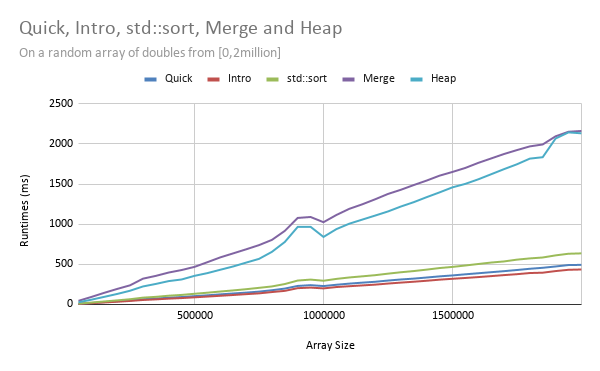 Quick, Intro, std::sort, Merge and Heap
On a random array of doubles from [0,2million]
Quick Intro std::sort Merge Heap
2500
2000
1500
1000
500
0
Runtimes (ms)
500000 1000000 1500000
Array Size